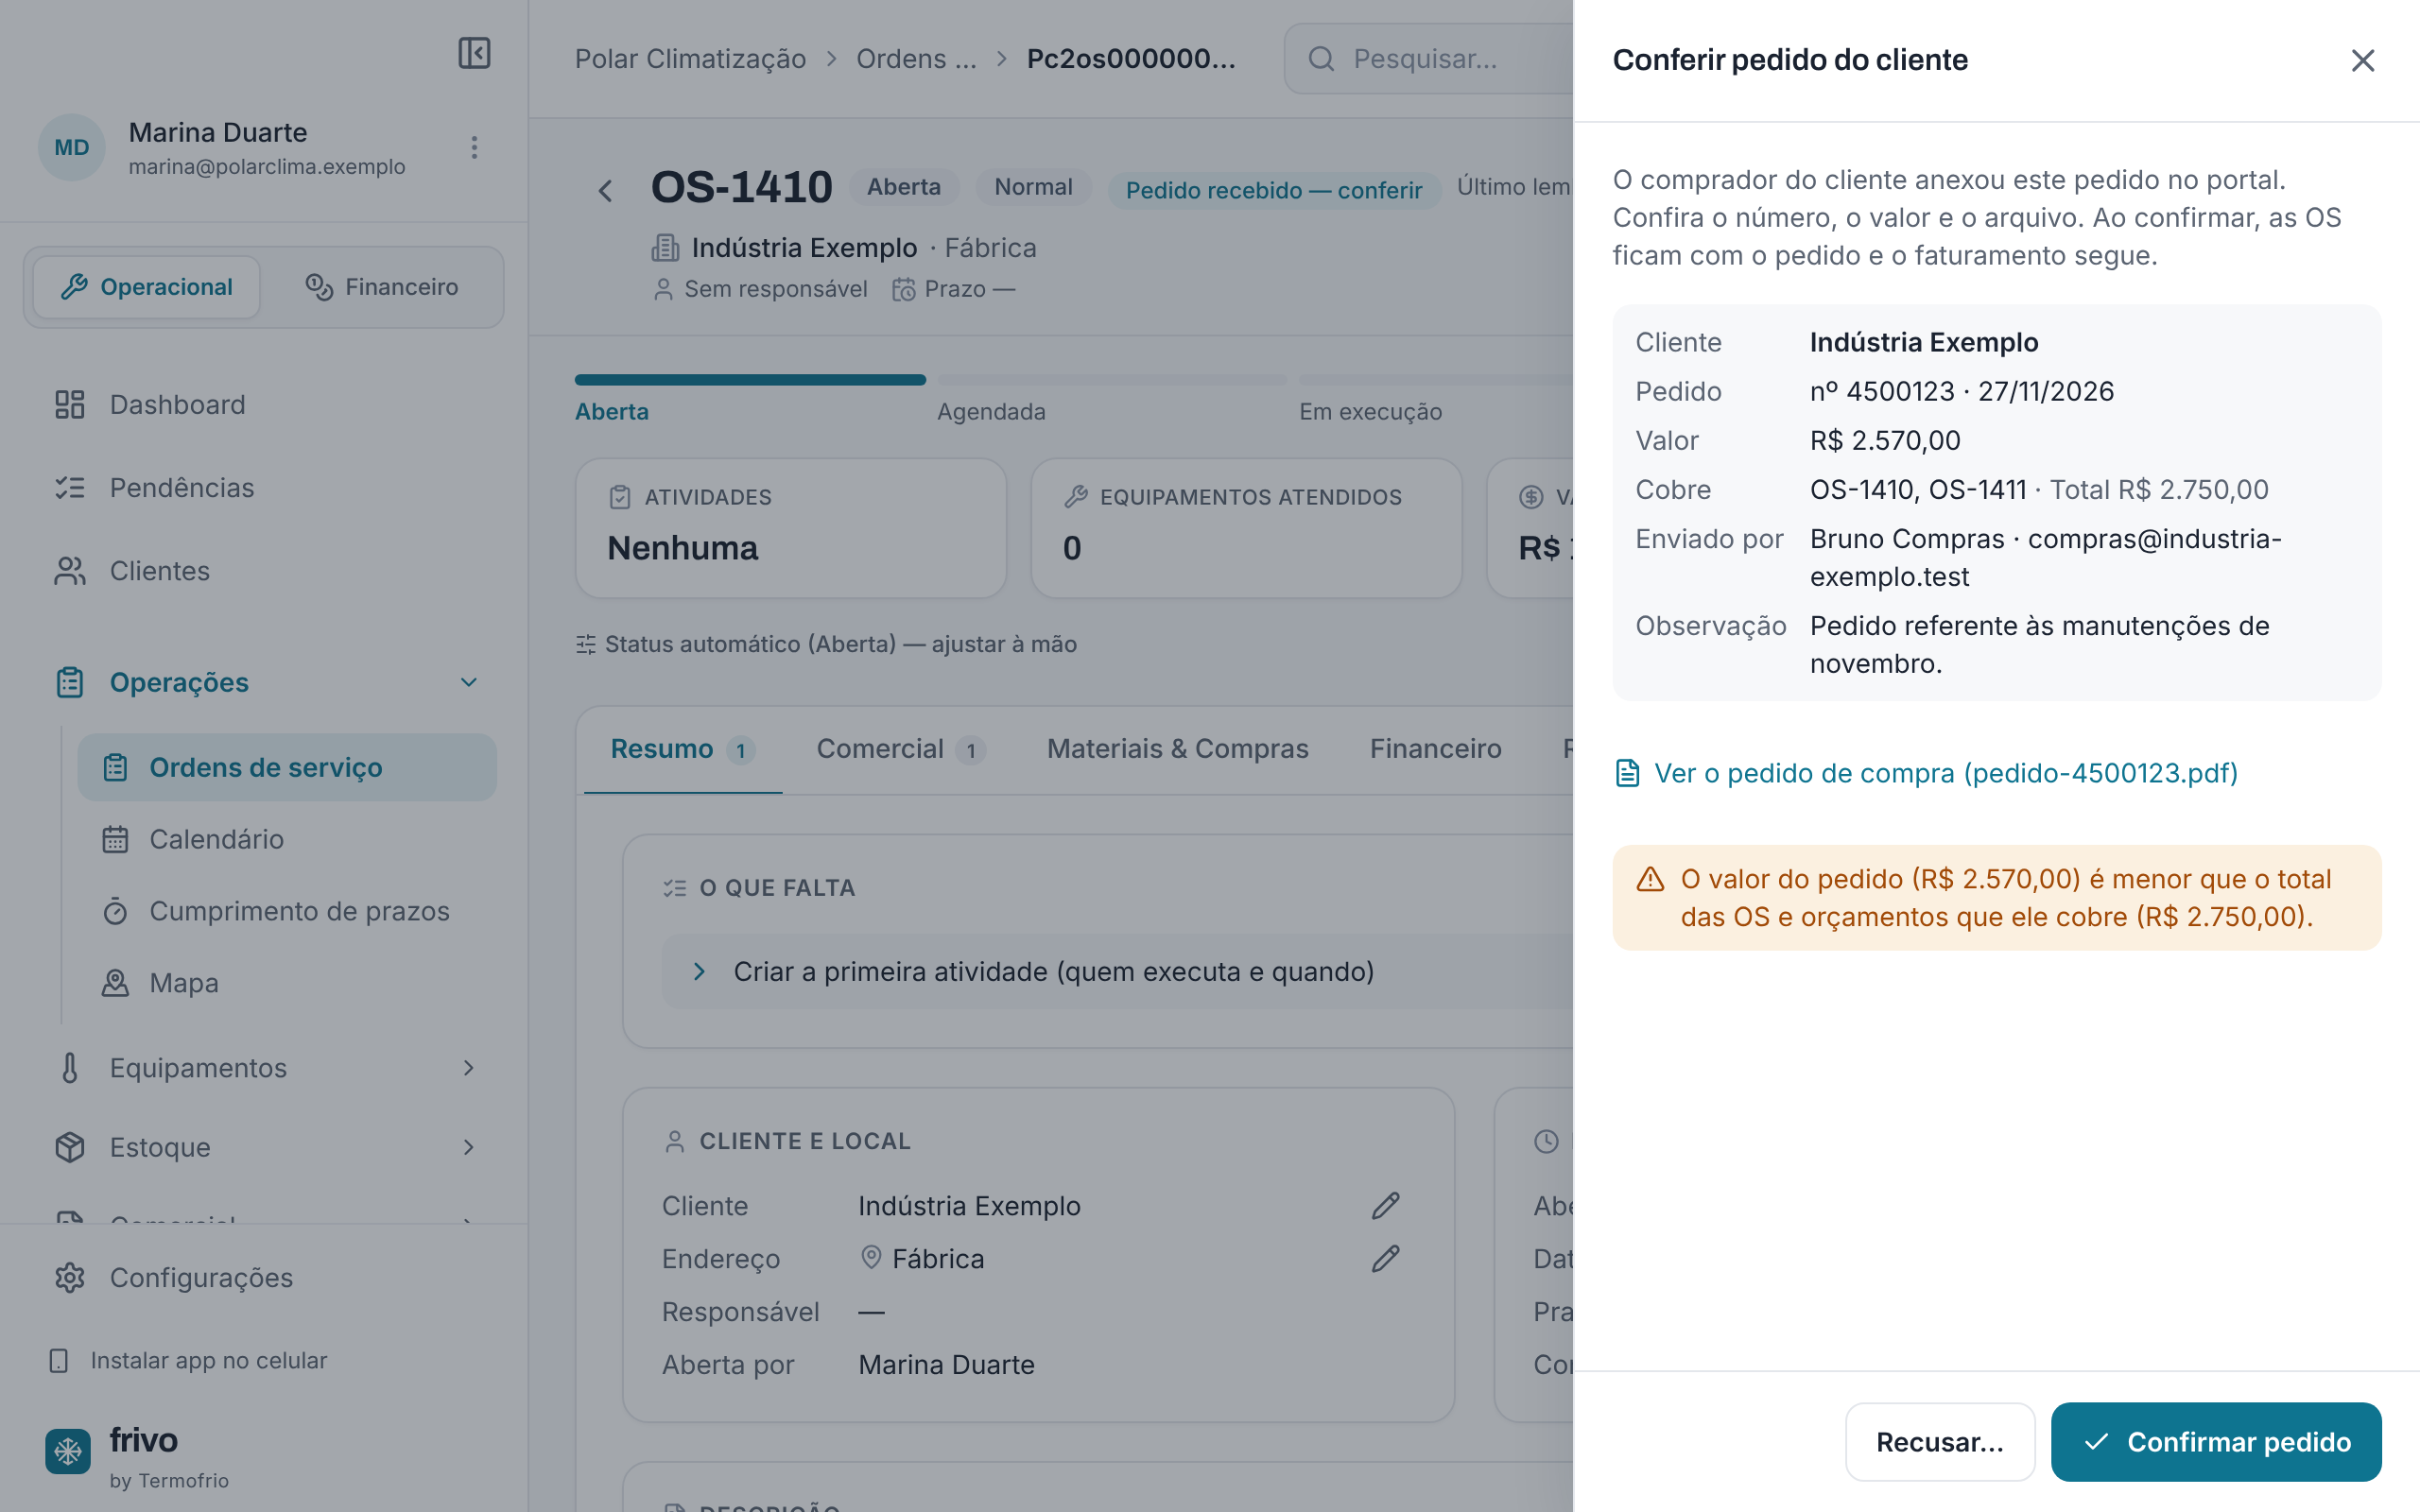 Marina Duarte
MD
marina@polarclima.exemplo
Operacional
Financeiro
Dashboard
Pendências
Clientes
Operações
Ordens de serviço
Calendário
Cumprimento de prazos
Mapa
Equipamentos
Estoque
Comercial
Configurações
Instalar app no celular
frivo
by Termofrio
Polar Climatização > Ordens ... > Pc2os000000...
Pesquisar...
OS-1410 Aberta Normal Pedido recebido — conferir Último lem
Indústria Exemplo · Fábrica
Sem responsável Prazo —
Aberta Agendada Em execução
ATIVIDADES
Nenhuma
EQUIPAMENTOS ATENDIDOS
0
R$
Status automático (Aberta) — ajustar à mão
Resumo 1 Comercial 1 Materiais & Compras Financeiro
O QUE FALTA
Criar a primeira atividade (quem executa e quando)
CLIENTE E LOCAL
Cliente Indústria Exemplo
Endereço Fábrica
Responsável —
Aberta por Marina Duarte
DESCRIÇÃO
Conferir pedido do cliente
O comprador do cliente anexou este pedido no portal.
Confira o número, o valor e o arquivo. Ao confirmar, as OS
ficam com o pedido e o faturamento segue.
Cliente Indústria Exemplo
Pedido nº 4500123 · 27/11/2026
Valor R$ 2.570,00
Cobre OS-1410, OS-1411 · Total R$ 2.750,00
Enviado por Bruno Compras · compras@industria-
exemplo.test
Observação Pedido referente às manutenções de
novembro.
Ver o pedido de compra (pedido-4500123.pdf)
O valor do pedido (R$ 2.570,00) é menor que o total
das OS e orçamentos que ele cobre (R$ 2.750,00).
Recusar...
Confirmar pedido